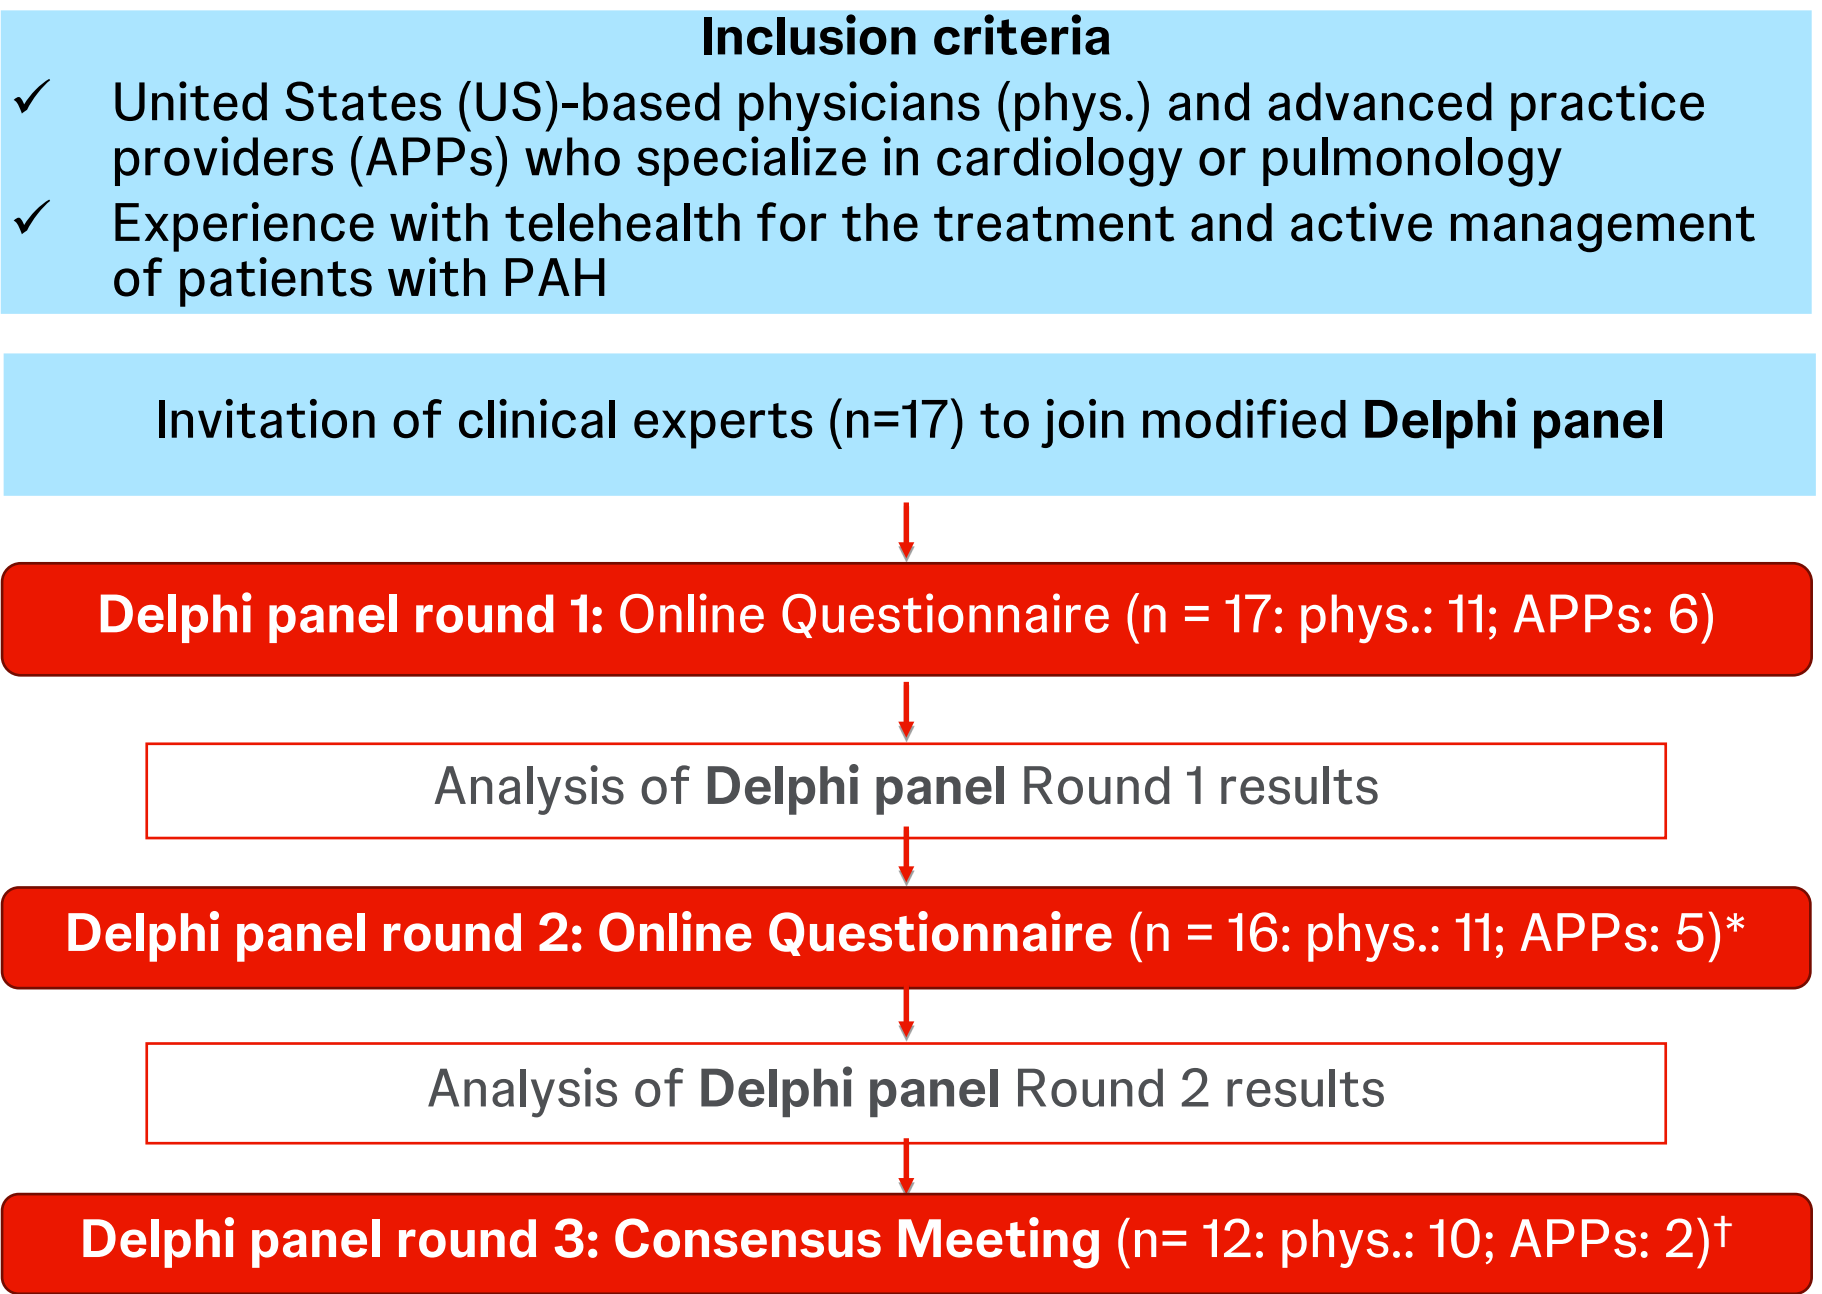 Inclusion criteria
✓ United States (US)-based physicians (phys.) and advanced practice
providers (APPs) who specialize in cardiology or pulmonology
✓ Experience with telehealth for the treatment and active management
of patients with PAH
Invitation of clinical experts (n=17) to join modified Delphi panel
Delphi panel round 1: Online Questionnaire (n = 17: phys.: 11; APPs: 6)
Analysis of Delphi panel Round 1 results
Delphi panel round 2: Online Questionnaire (n = 16: phys.: 11; APPs: 5)*
Analysis of Delphi panel Round 2 results
Delphi panel round 3: Consensus Meeting (n= 12: phys.: 10; APPs: 2)†